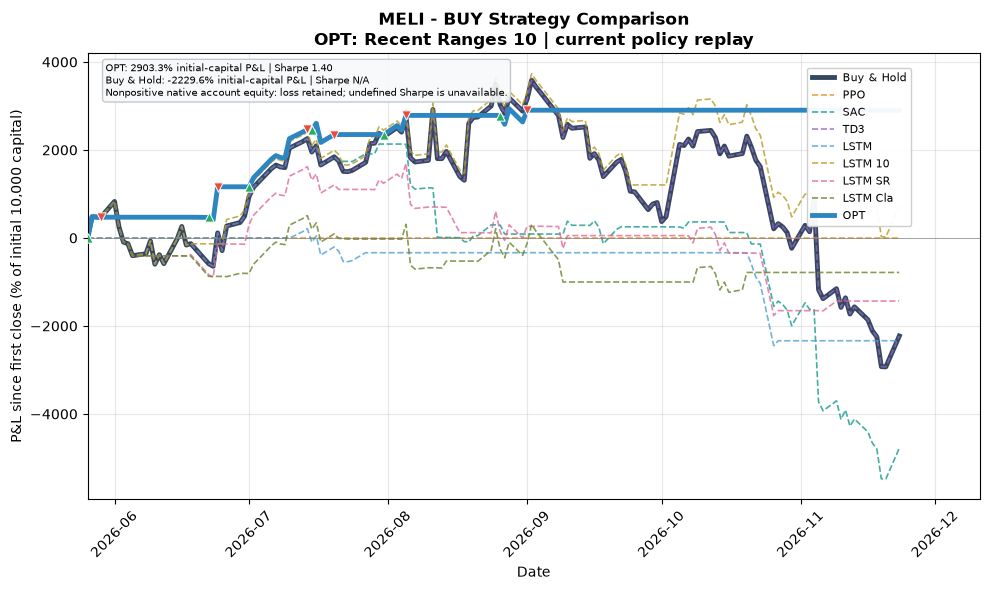 MELI - BUY Strategy Comparison
OPT: Recent Ranges 10 | current policy replay
OPT: 2903.3% initial-capital P&L | Sharpe 1.40
Buy & Hold: -2229.6% initial-capital P&L | Sharpe N/A
Nonpositive native account equity: loss retained; undefined Sharpe is unavailable.
Buy & Hold
PPO
SAC
TD3
LSTM
LSTM 10
LSTM SR
LSTM Cla
OPT
P&L since first close (% of initial 10,000 capital)
4000
2000
0
−2000
−4000
2026-06
2026-07
2026-08
2026-09
2026-10
2026-11
2026-12
Date